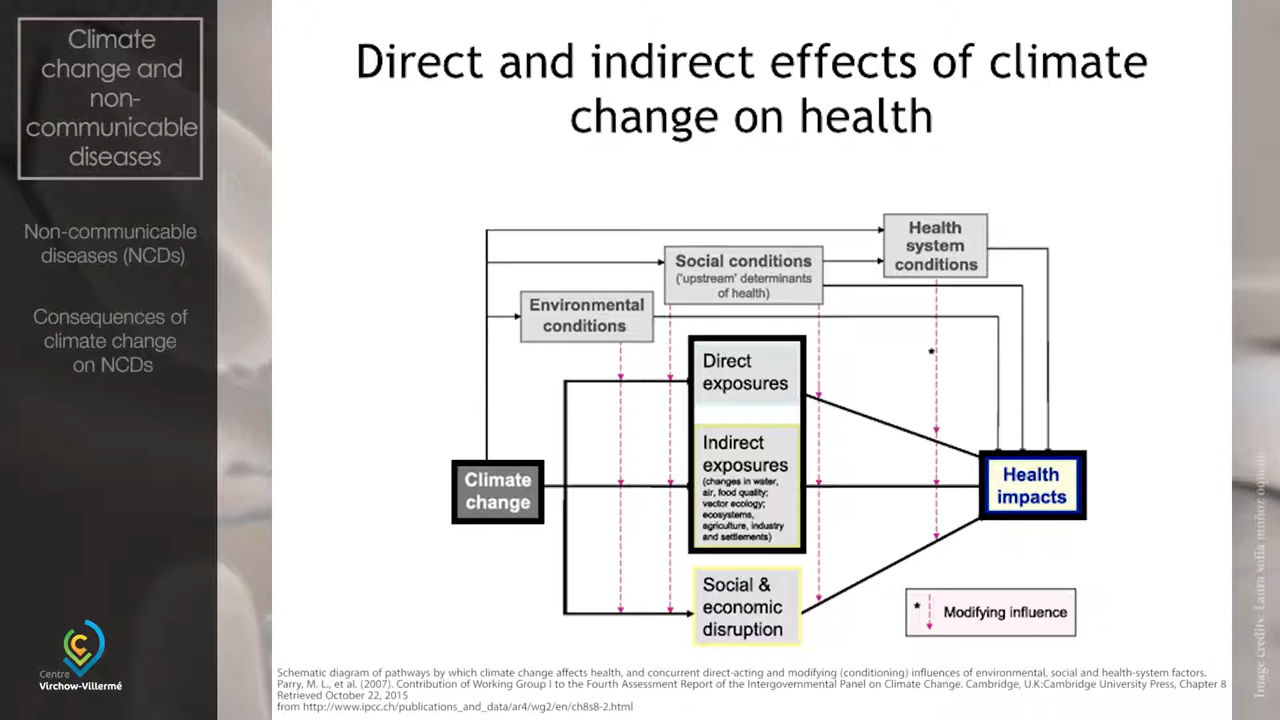 Climate
change and
non-
communicable
diseases
Non-communicable
diseases (NCDs)
Consequences of
climate change
on NCDs
Centre
Virchow-Villermé
Direct and indirect effects of climate
change on health
Health
system
conditions
Social conditions
('upstream' determinants
of health)
Environmental
conditions
Direct
exposures
*
Indirect
exposures
(changes in water,
air, food quality;
vector ecology;
ecosystems,
agriculture, industry
and settlements)
Climate
change
Health
impacts
Social &
economic
disruption
* Modifying influence
Schematic diagram of pathways by which climate change affects health, and concurrent direct-acting and modifying (conditioning) influences of environmental, social and health-system factors.
Parry, M. L., et al. (2007). Contribution of Working Group I to the Fourth Assessment Report of the Intergovernmental Panel on Climate Change. Cambridge, U.K:Cambridge University Press, Chapter 8
Retrieved October 22, 2015
from http://www.ipcc.ch/publications_and_data/ar4/wg2/en/ch8s8-2.html
Image credits: Laura sofia muñoz oquano